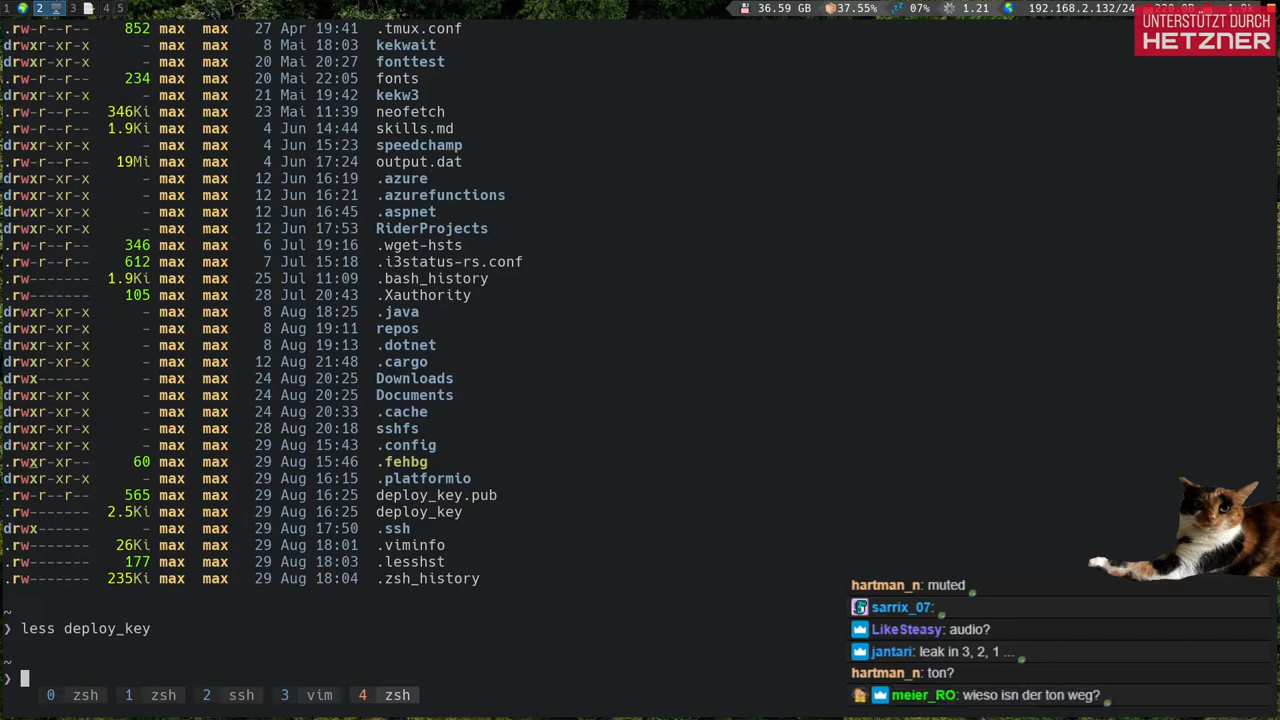 1 2 3 4 5 36.59 GB 37.55% 07% 1.21 192.168.2.132/24
UNTERSTÜTZT DURCH
HETZNER
.rw-r--r-- 852 max max 27 Apr 19:41 .tmux.conf
drwxr-xr-x - max max 8 Mai 18:03 kekwait
drwxr-xr-x - max max 20 Mai 20:27 fonttest
.rw-r--r-- 234 max max 20 Mai 22:05 fonts
drwxr-xr-x - max max 21 Mai 19:42 kekw3
.rw-r--r-- 346Ki max max 23 Mai 11:39 neofetch
.rw-r--r-- 1.9Ki max max 4 Jun 14:44 skills.md
drwxr-xr-x - max max 4 Jun 15:23 speedchamp
.rw-r--r-- 19Mi max max 4 Jun 17:24 output.dat
drwxr-xr-x - max max 12 Jun 16:19 .azure
drwxr-xr-x - max max 12 Jun 16:21 .azurefunctions
drwxr-xr-x - max max 12 Jun 16:45 .aspnet
drwxr-xr-x - max max 12 Jun 17:53 RiderProjects
.rw-r--r-- 346 max max 6 Jul 19:16 .wget-hsts
.rw-r--r-- 612 max max 7 Jul 15:18 .i3status-rs.conf
.rw------- 1.9Ki max max 25 Jul 11:09 .bash_history
.rw------- 105 max max 28 Jul 20:43 .Xauthority
drwxr-xr-x - max max 8 Aug 18:25 .java
drwxr-xr-x - max max 8 Aug 19:11 repos
drwxr-xr-x - max max 8 Aug 19:13 .dotnet
drwxr-xr-x - max max 12 Aug 21:48 .cargo
drwx------ - max max 24 Aug 20:25 Downloads
drwxr-xr-x - max max 24 Aug 20:25 Documents
drwxr-xr-x - max max 24 Aug 20:33 .cache
drwxr-xr-x - max max 28 Aug 20:18 sshfs
drwxr-xr-x - max max 29 Aug 15:43 .config
.rwxr-xr-- 60 max max 29 Aug 15:46 .fehbg
drwxr-xr-x - max max 29 Aug 16:15 .platformio
.rw-r--r-- 565 max max 29 Aug 16:25 deploy_key.pub
.rw------- 2.5Ki max max 29 Aug 16:25 deploy_key
drwx------ - max max 29 Aug 17:50 .ssh
.rw------- 26Ki max max 29 Aug 18:01 .viminfo
.rw------- 177 max max 29 Aug 18:03 .lesshst
.rw------- 235Ki max max 29 Aug 18:04 .zsh_history
~
❯ less deploy_key
~
❯
0 zsh 1 zsh 2 ssh 3 vim 4 zsh
hartman_n: muted
sarrix_07:
LikeSteasy: audio?
jantari: leak in 3, 2, 1 ...
hartman_n: ton?
meier_RO: wieso isn der ton weg?